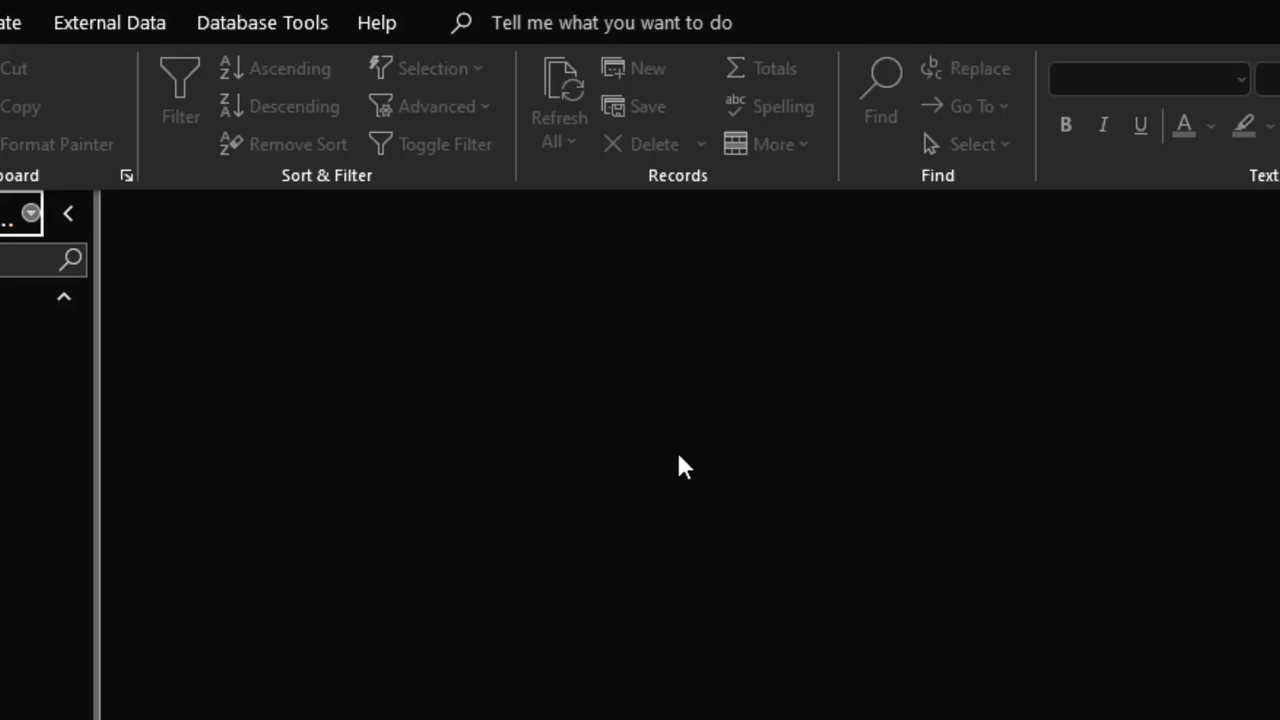 ate External Data Database Tools Help Tell me what you want to do
Cut Ascending Selection New Totals Replace
Copy Filter Descending Advanced Refresh All Save Spelling Find Go To B I U A
Format Painter Remove Sort Toggle Filter Delete More Select
board Sort & Filter Records Find Text
..